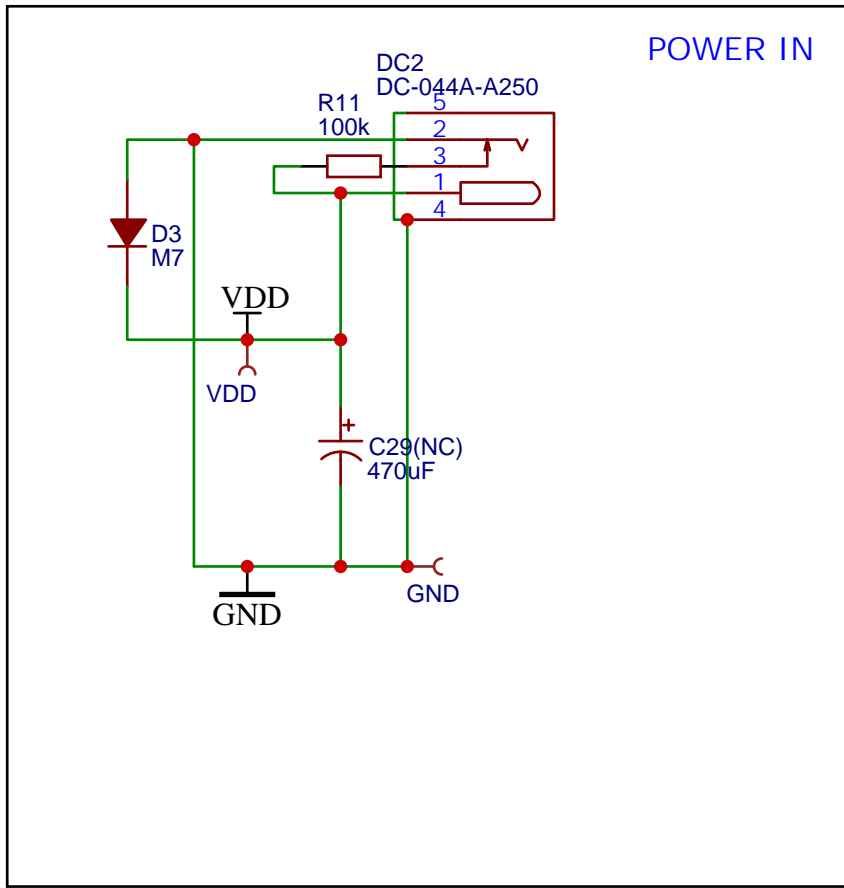 POWER IN
DC2
DC-044A-A250
R11
100k
5
2
3
1
4
D3
M7
VDD
VDD
+
C29(NC)
470uF
GND
GND